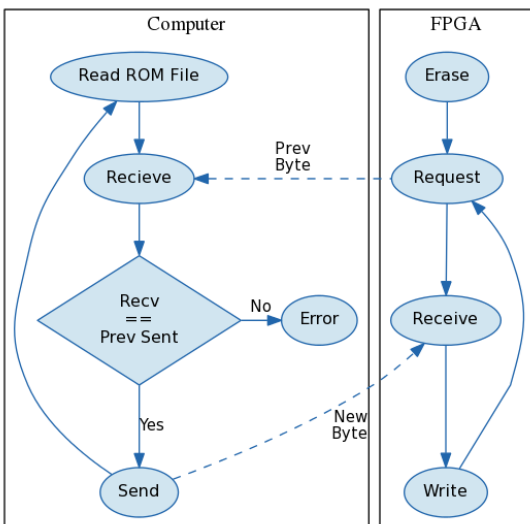 Computer
FPGA
Read ROM File
Erase
Prev
Byte
Recieve
Request
Recv
==
Prev Sent
No
Error
Receive
Yes
New
Byte
Send
Write